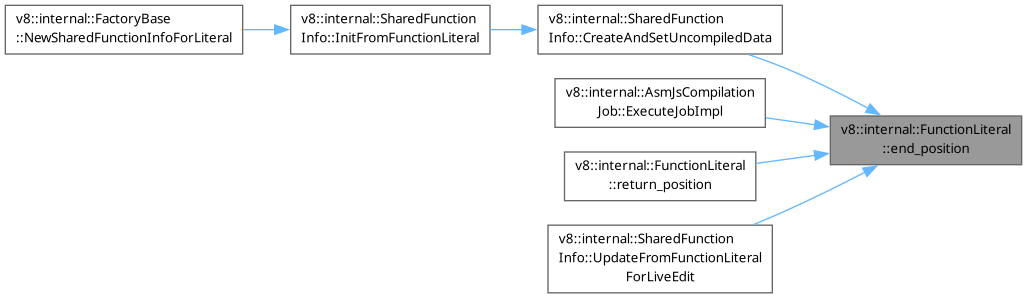 v8::internal::FactoryBase
::NewSharedFunctionInfoForLiteral
v8::internal::SharedFunction
Info::InitFromFunctionLiteral
v8::internal::SharedFunction
Info::CreateAndSetUncompiledData
v8::internal::AsmJsCompilation
Job::ExecuteJobImpl
v8::internal::FunctionLiteral
::return_position
v8::internal::SharedFunction
Info::UpdateFromFunctionLiteral
ForLiveEdit
v8::internal::FunctionLiteral
::end_position